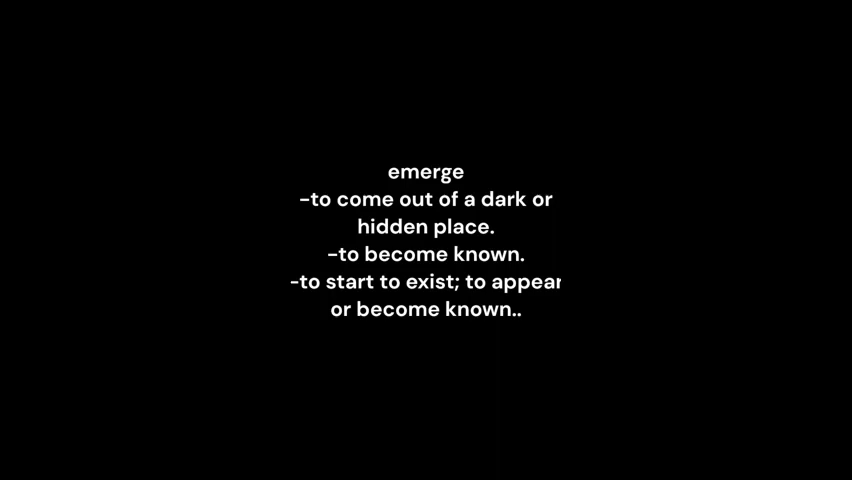 emerge
-to come out of a dark or
hidden place.
-to become known.
-to start to exist; to appear
or become known..